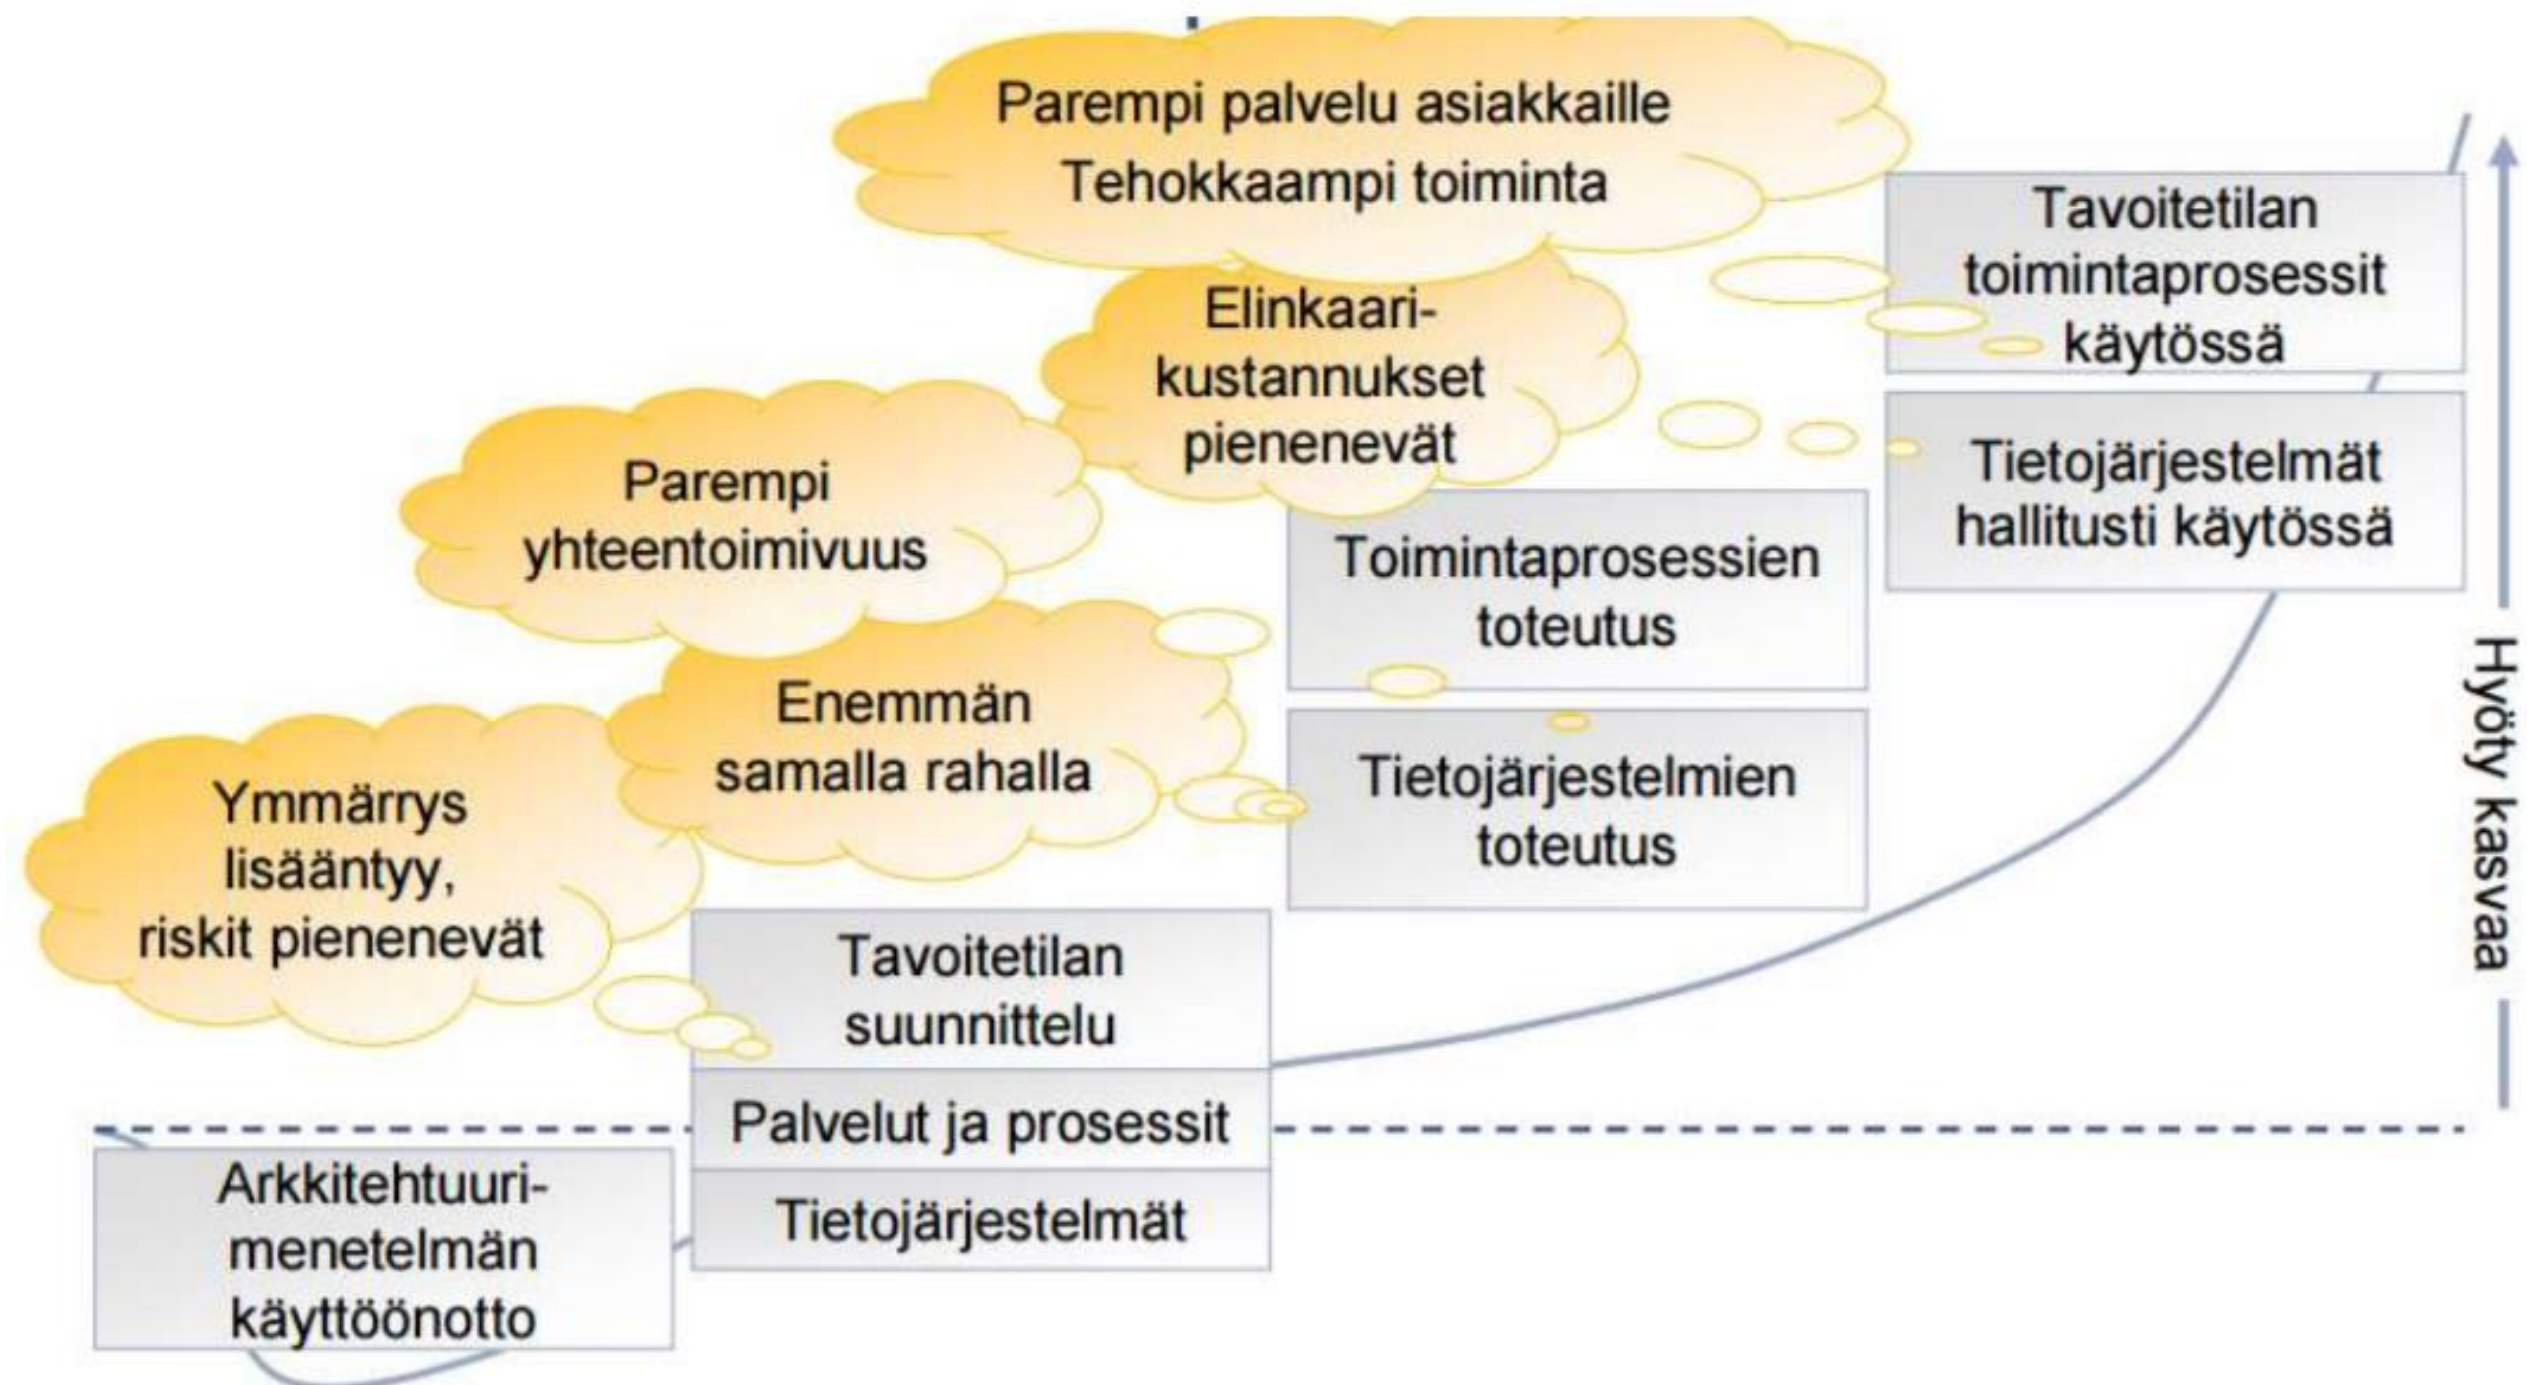 Parempi palvelu asiakkaille
Tehokkaampi toiminta
Tavoitetilan
toimintaprosessit
käytössä
Elinkaari-
kustannukset
pienenevät
Tietojärjestelmät
hallitusti käytössä
Parempi
yhteentoimivuus
Toimintaprosessien
toteutus
Enemmän
samalla rahalla
Tietojärjestelmien
toteutus
Hyöty kasvaa
Ymmärrys
lisääntyy,
riskit pienenevät
Tavoitetilan
suunnittelu
Palvelut ja prosessit
Tietojärjestelmät
Arkkitehtuuri-
menetelmän
käyttöönotto